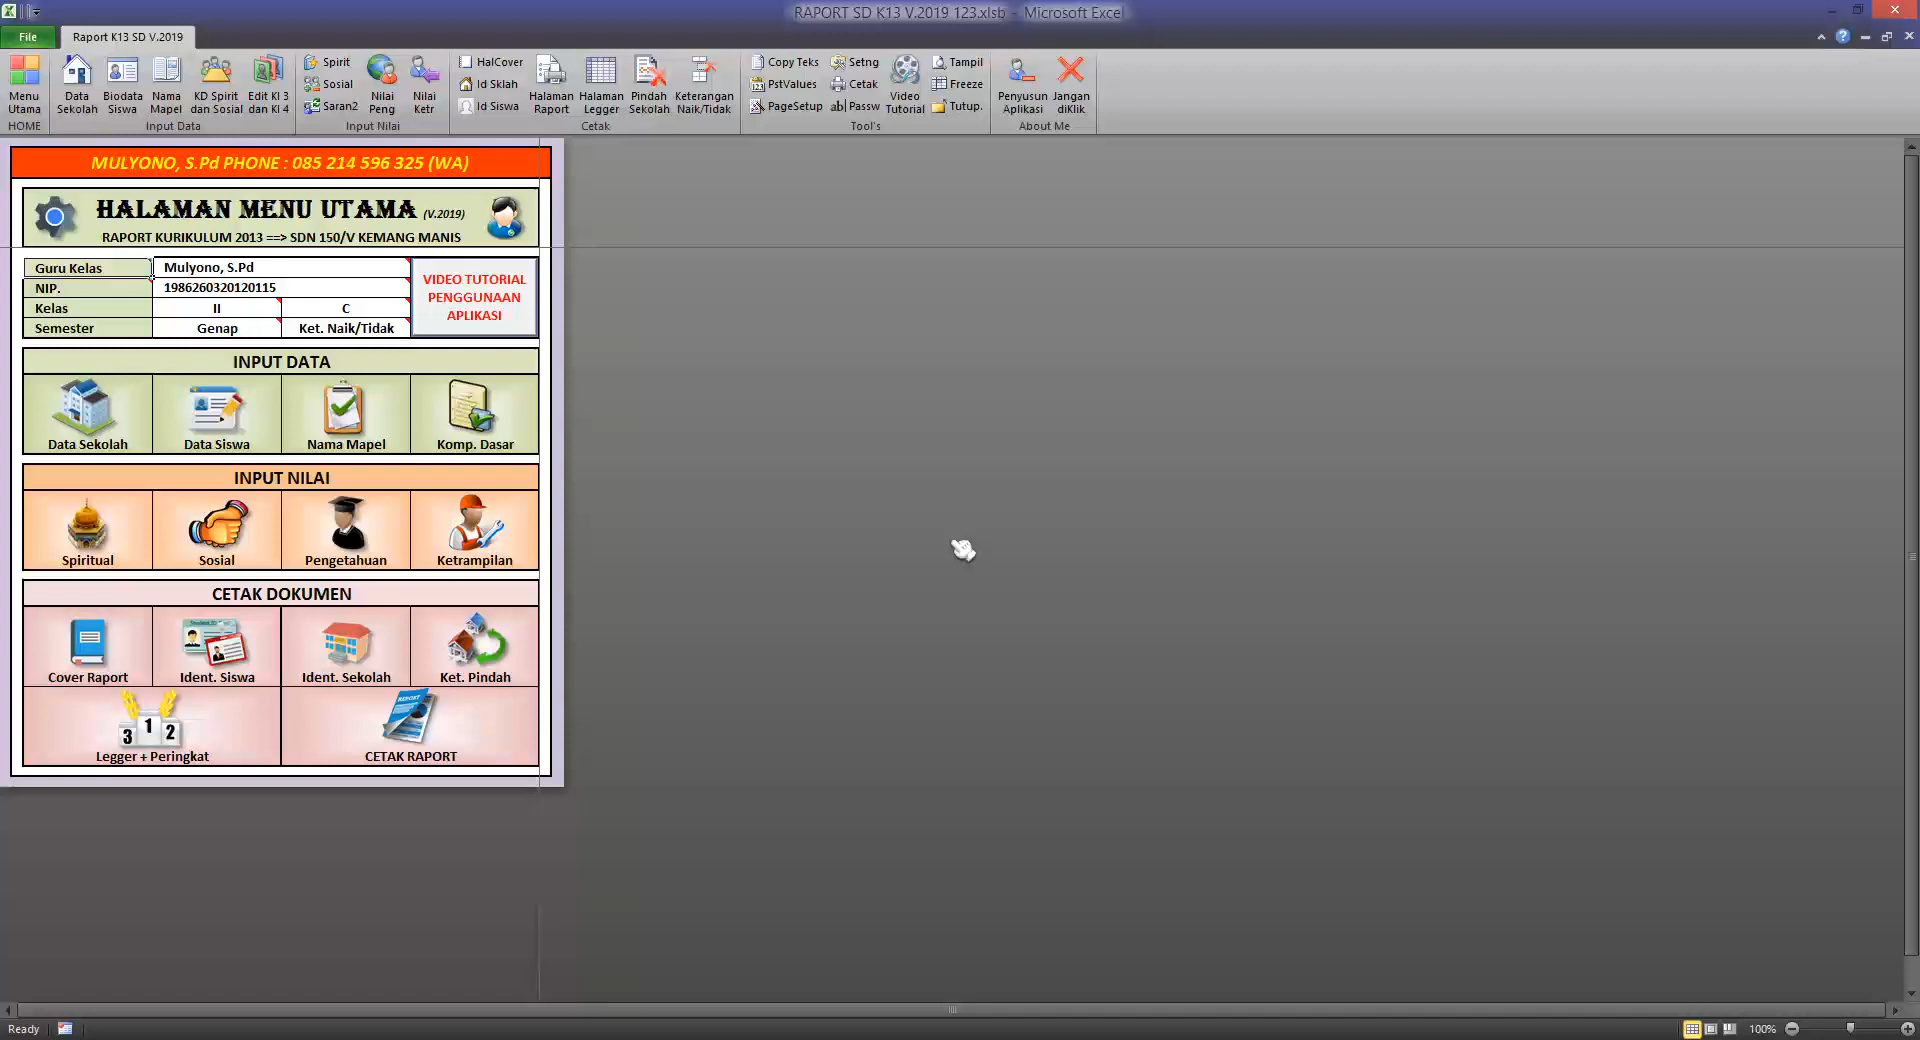 RAPORT SD K13 V.2019 123.xlsb - Microsoft Excel
File
Raport K13 SD V.2019
Menu Utama
HOME
Data Sekolah
Biodata Siswa
Nama Mapel
KD Spirit dan Sosial
Edit KI 3 dan KI 4
Input Data
Spirit
Sosial
Saran2
Nilai Peng
Nilai Ketr
Input Nilai
HalCover
Id Sklah
Id Siswa
Halaman Raport
Halaman Legger
Pindah Sekolah
Keterangan Naik/Tidak
Cetak
Copy Teks
PstValues
PageSetup
Setng
Cetak
Passw
Video Tutorial
Tampil
Freeze
Tutup.
Tool's
Penyusun Aplikasi
Jangan diKlik
About Me
MULYONO, S.Pd PHONE : 085 214 596 325 (WA)
HALAMAN MENU UTAMA (V.2019)
RAPORT KURIKULUM 2013 ==> SDN 150/V KEMANG MANIS
Guru Kelas Mulyono, S.Pd
NIP. 1986260320120115
Kelas II C
Semester Genap Ket. Naik/Tidak
VIDEO TUTORIAL
PENGGUNAAN
APLIKASI
INPUT DATA
Data Sekolah Data Siswa Nama Mapel Komp. Dasar
INPUT NILAI
Spiritual Sosial Pengetahuan Ketrampilan
CETAK DOKUMEN
Cover Raport Ident. Siswa Ident. Sekolah Ket. Pindah
3 1 2
REPORT
Legger + Peringkat CETAK RAPORT
Ready
100%